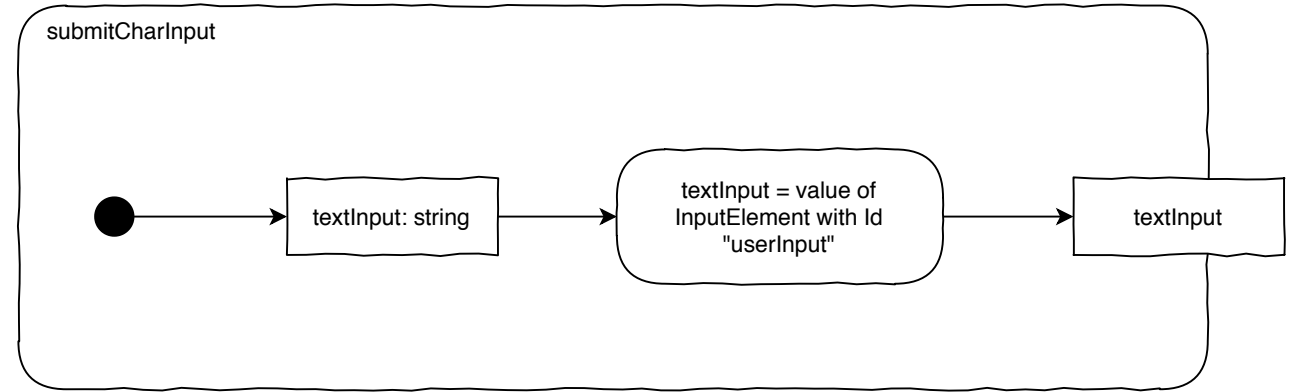 submitCharInput
textInput: string
textInput = value of
InputElement with Id
"userInput"
textInput